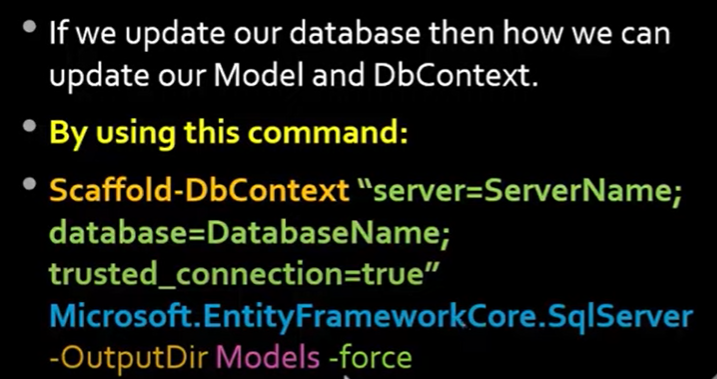 • If we update our database then how we can
update our Model and DbContext.
• By using this command:
• Scaffold-DbContext “server=ServerName;
database=DatabaseName;
trusted_connection=true”
Microsoft.EntityFrameworkCore.SqlServer
-OutputDir Models -force